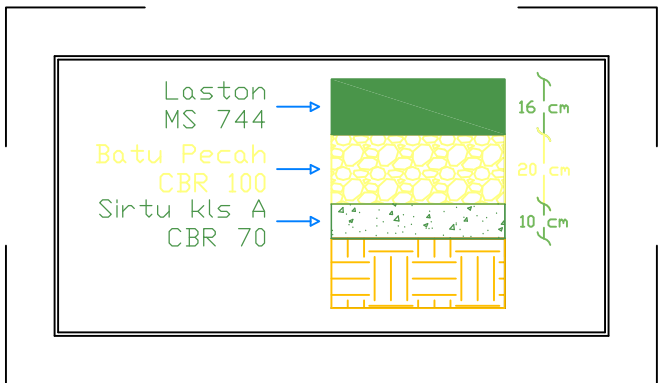 Laston
MS 744
16 cm
Batu Pecah
CBR 100
20 cm
Sirtu kls A
CBR 70
10 cm